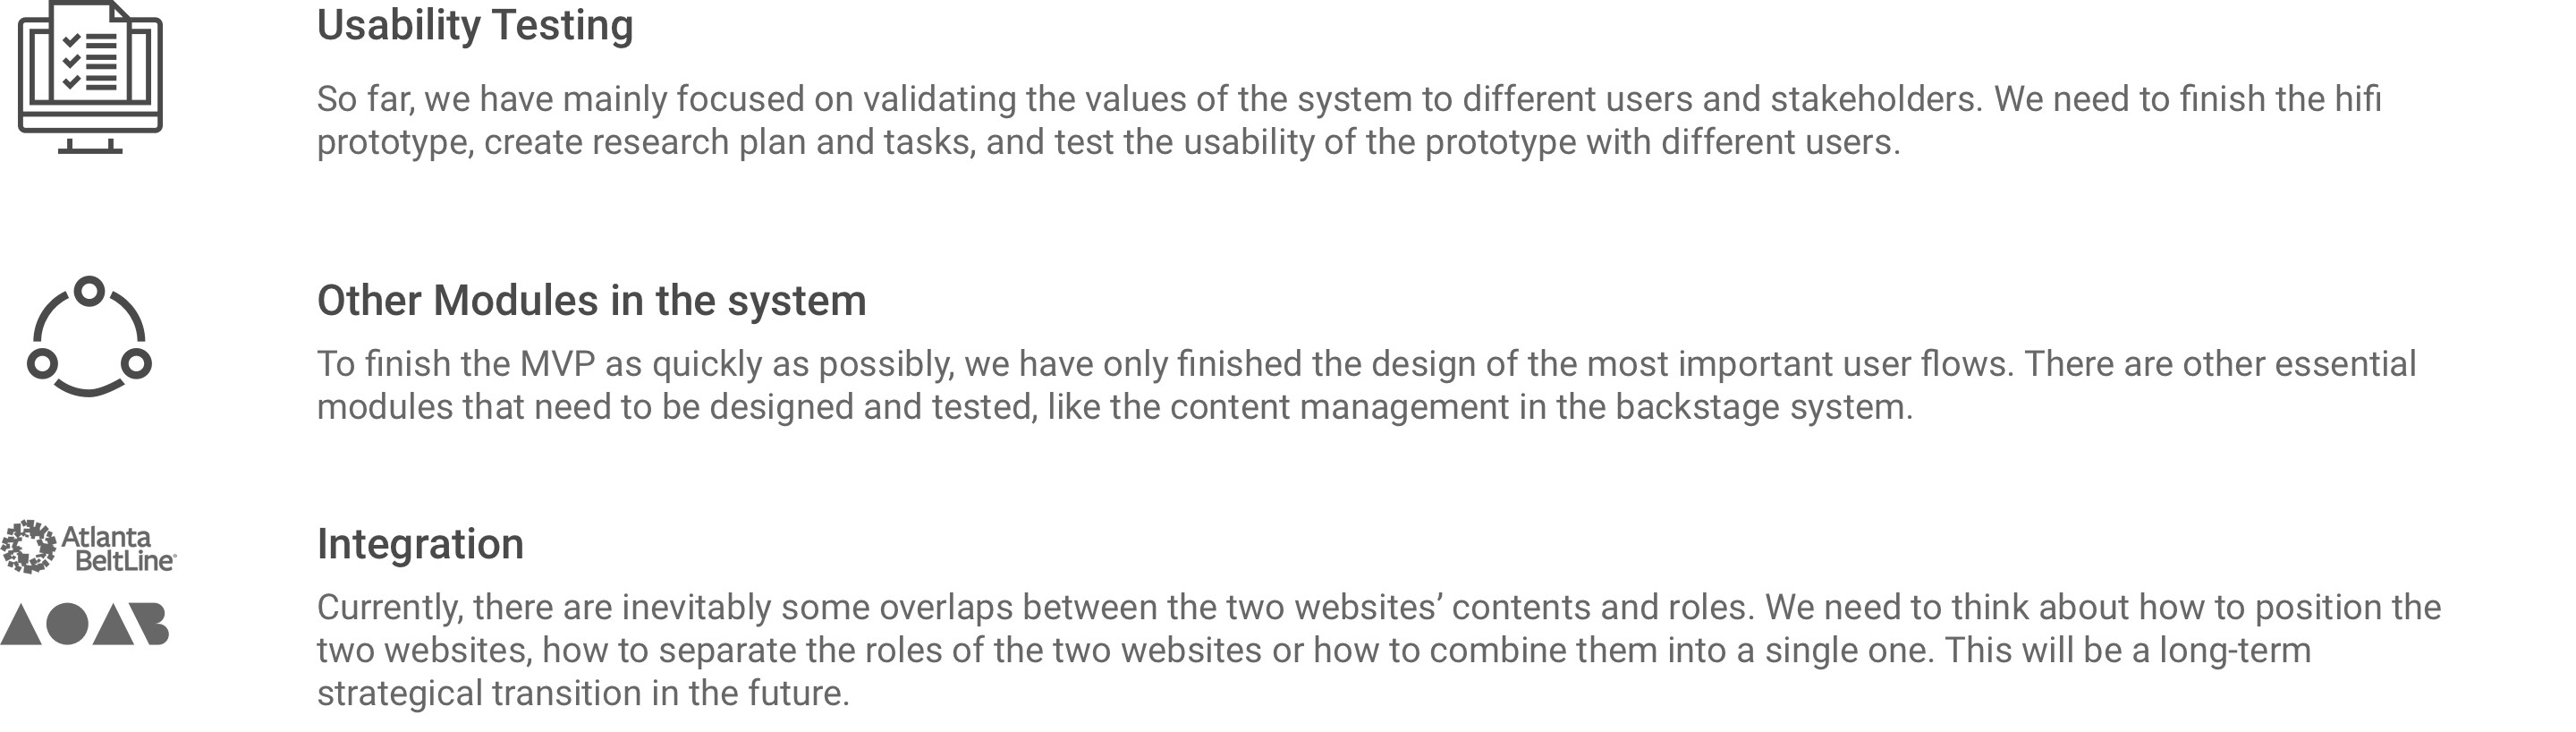 Usability Testing
So far, we have mainly focused on validating the values of the system to different users and stakeholders. We need to finish the hifi
prototype, create research plan and tasks, and test the usability of the prototype with different users.
Other Modules in the system
To finish the MVP as quickly as possibly, we have only finished the design of the most important user flows. There are other essential
modules that need to be designed and tested, like the content management in the backstage system.
Atlanta
BeltLine
AOAB
Integration
Currently, there are inevitably some overlaps between the two websites’ contents and roles. We need to think about how to position the
two websites, how to separate the roles of the two websites or how to combine them into a single one. This will be a long-term
strategical transition in the future.